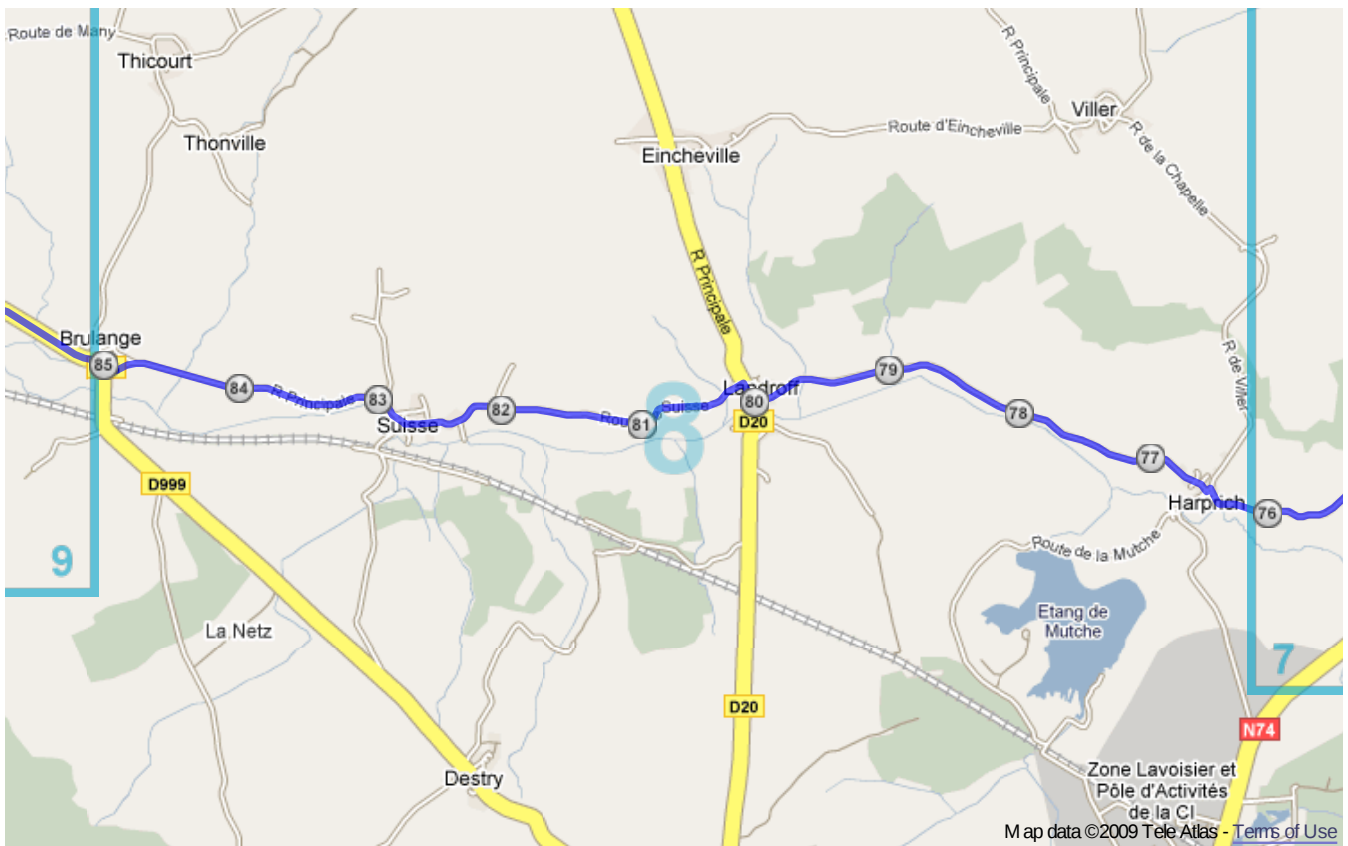 Route de Many
Thicourt
Thonville
R Principale
Viller
Route d'Eincheville
R de la Chapelle
Eincheville
R Principale
Brulange
85
84
R Principale
83
Suisse
82
Rou
81
8
Suisse
Landroff
80
D20
79
78
77
R de Viller
Harprich
76
D999
9
Route de la Mutche
La Netz
Etang de
Mutche
7
D20
N74
Destry
Zone Lavoisier et
Pôle d'Activités
de la CI
Map data ©2009 Tele Atlas - Terms of Use